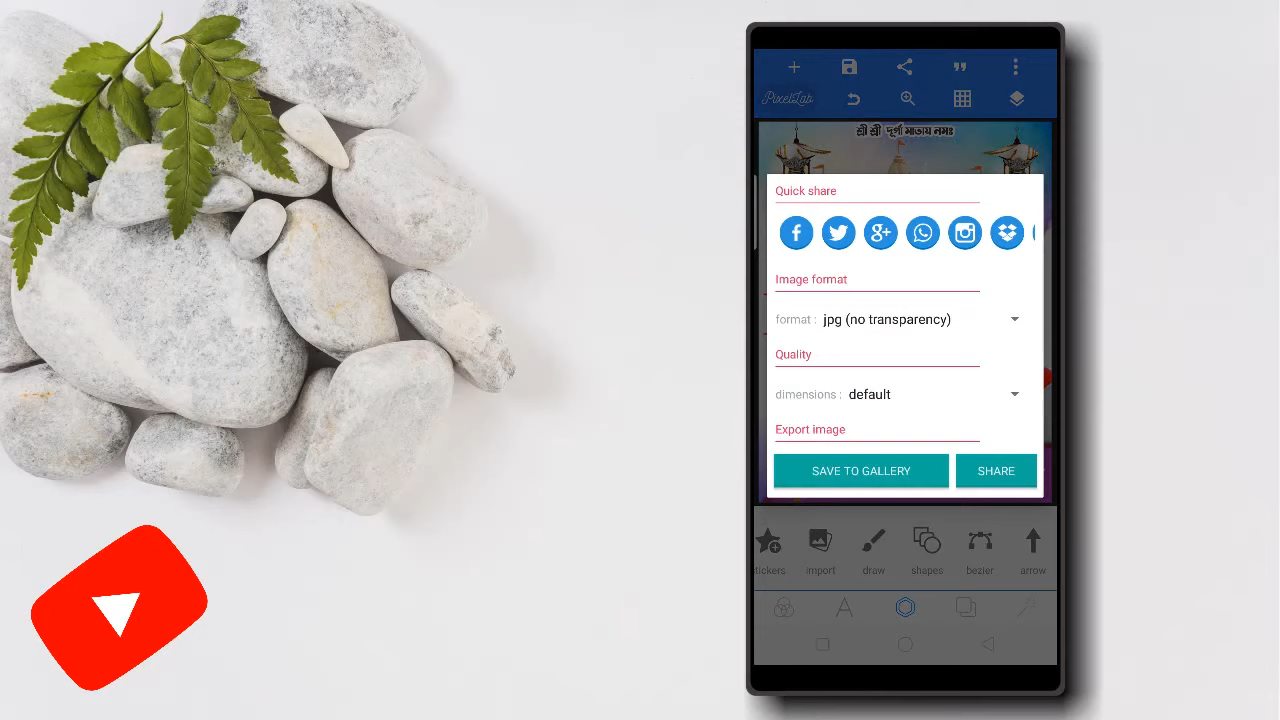 PixelLab
শ্রী শ্রী দুর্গা মাতায় নমঃ
Quick share
Image format
format : jpg (no transparency)
Quality
dimensions : default
Export image
SAVE TO GALLERY
SHARE
tickers
import
draw
shapes
bezier
arrow